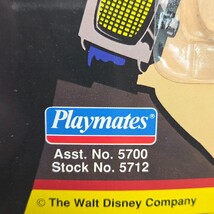 Playmates®
Asst. No. 5700
Stock No. 5712
© The Walt Disney Company